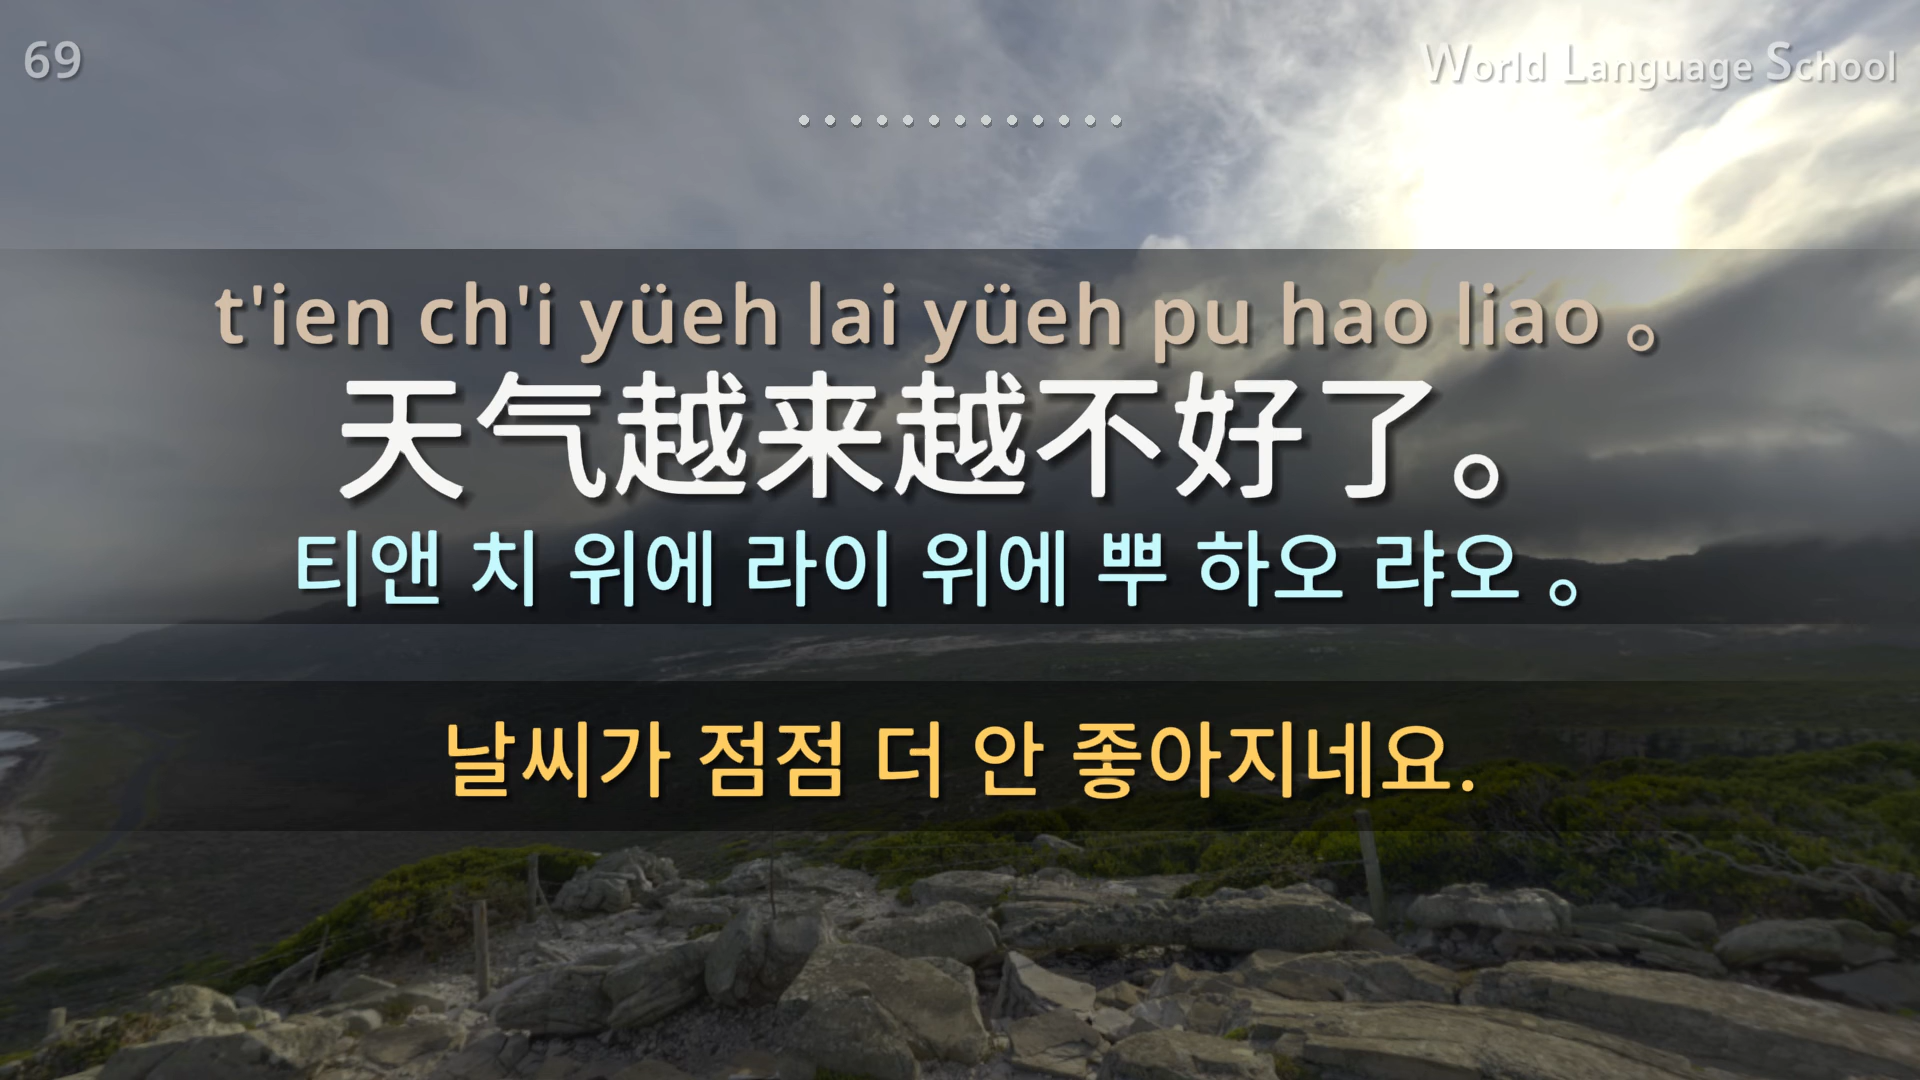 69
World Language School
t'ien ch'i yüeh lai yüeh pu hao liao 。
天气越来越不好了。
티앤 치 위에 라이 위에 뿌 하오 랴오 。
날씨가 점점 더 안 좋아지네요.